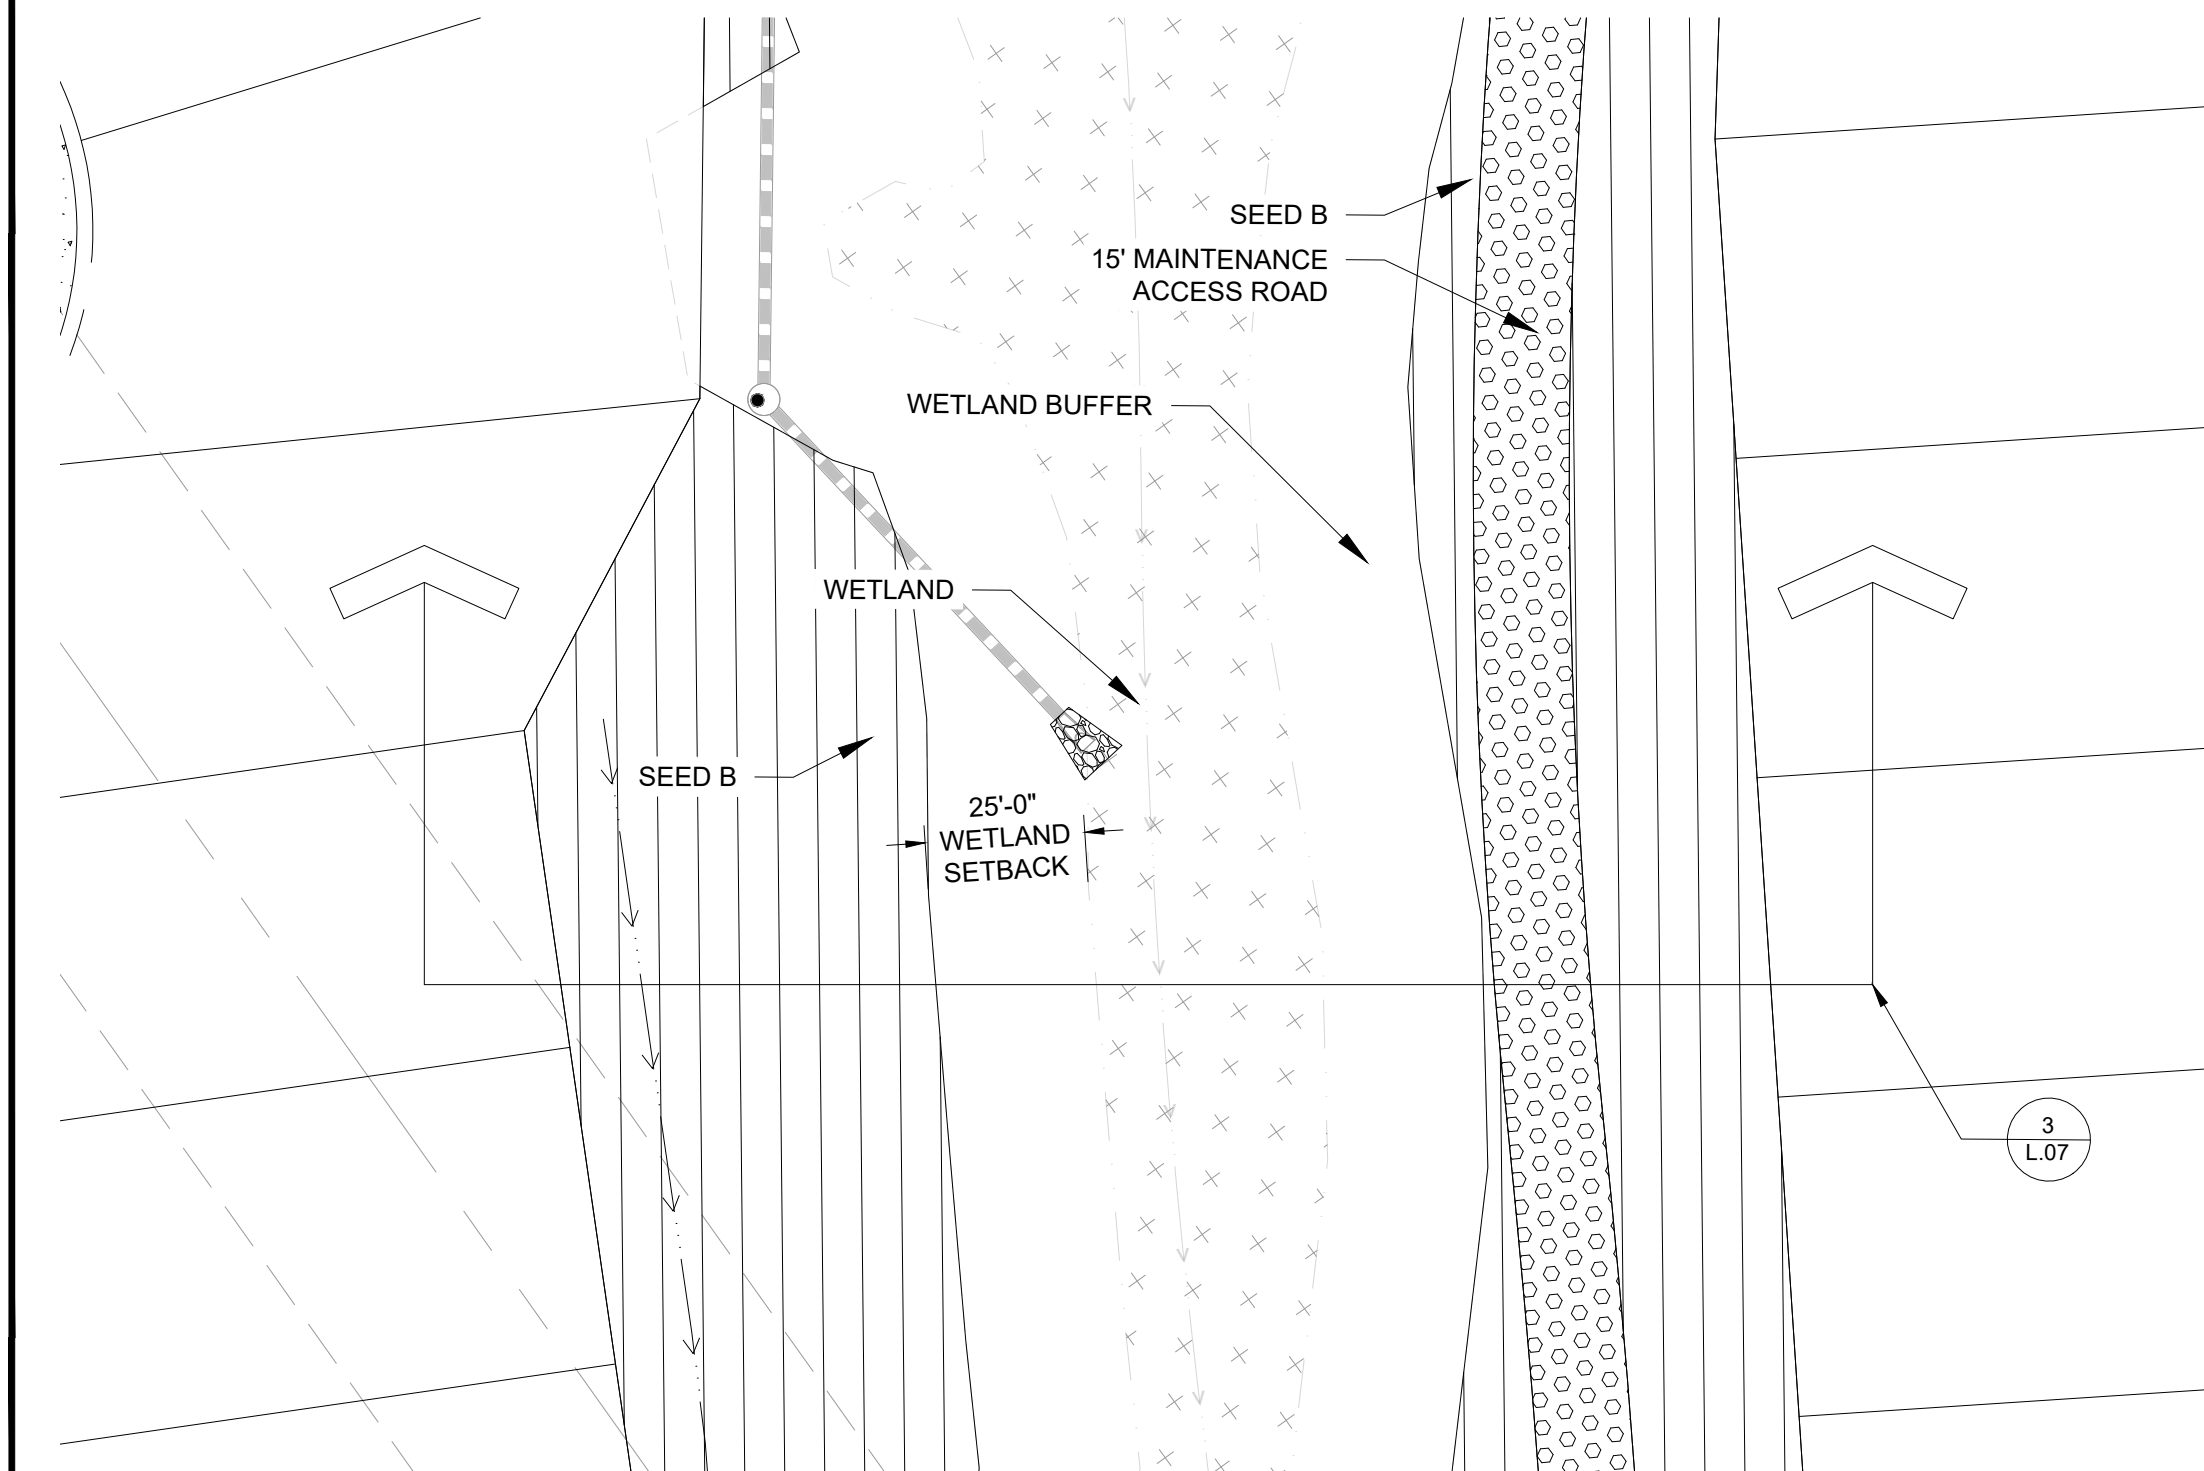 SEED B
15' MAINTENANCE
ACCESS ROAD
WETLAND BUFFER
WETLAND
SEED B
25'-0"
WETLAND
SETBACK
3
L.07